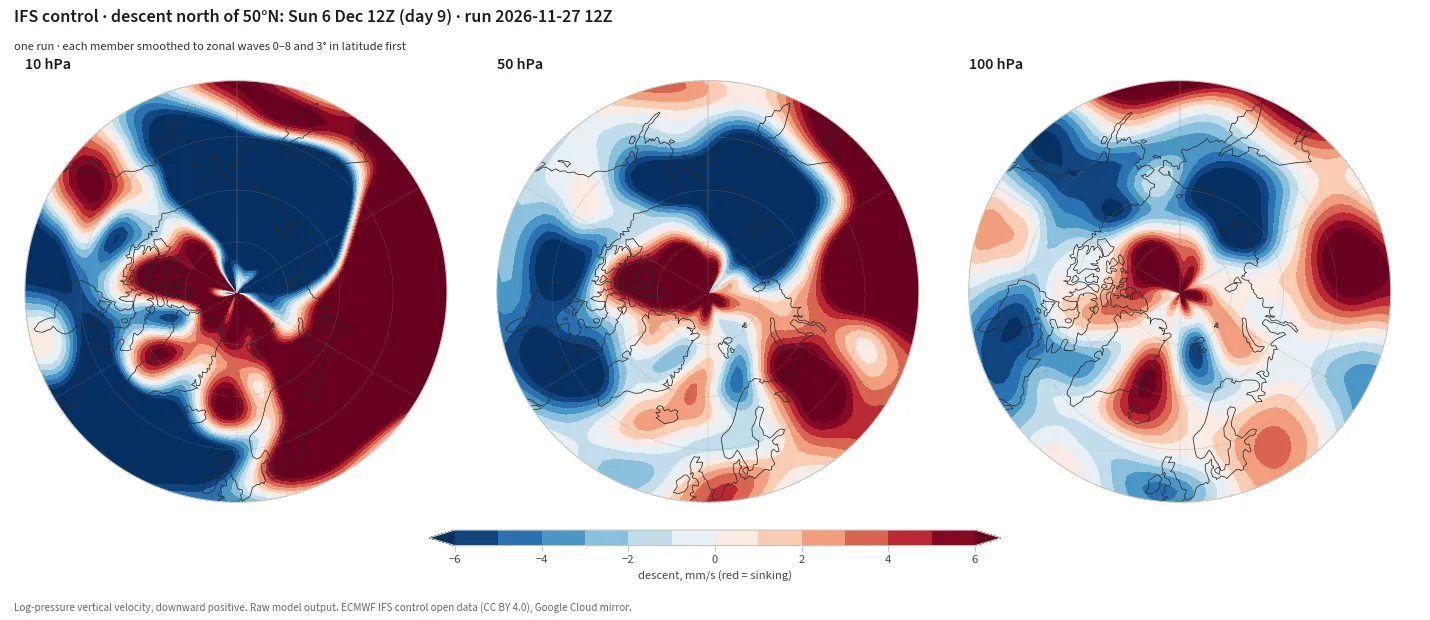 IFS control · descent north of 50°N: Sun 6 Dec 12Z (day 9) · run 2026-11-27 12Z
one run · each member smoothed to zonal waves 0–8 and 3° in latitude first
10 hPa
50 hPa
100 hPa
−6 −4 −2 0 2 4 6
descent, mm/s (red = sinking)
Log-pressure vertical velocity, downward positive. Raw model output. ECMWF IFS control open data (CC BY 4.0), Google Cloud mirror.